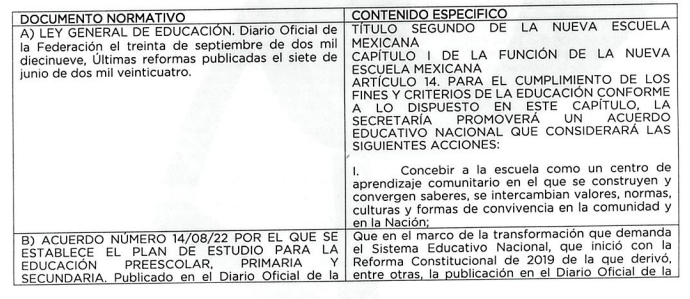 DOCUMENTO NORMATIVO
CONTENIDO ESPECIFICO
A) LEY GENERAL DE EDUCACIÓN. Diario Oficial de
la Federación el treinta de septiembre de dos mil
diecinueve, Últimas reformas publicadas el siete de
junio de dos mil veinticuatro.
TÍTULO SEGUNDO DE LA NUEVA ESCUELA
MEXICANA
CAPÍTULO I DE LA FUNCIÓN DE LA NUEVA
ESCUELA MEXICANA
ARTÍCULO 14. PARA EL CUMPLIMIENTO DE LOS
FINES Y CRITERIOS DE LA EDUCACIÓN CONFORME
A LO DISPUESTO EN ESTE CAPÍTULO, LA
SECRETARÍA PROMOVERÁ UN ACUERDO
EDUCATIVO NACIONAL QUE CONSIDERARÁ LAS
SIGUIENTES ACCIONES:
I. Concebir a la escuela como un centro de
aprendizaje comunitario en el que se construyen y
convergen saberes, se intercambian valores, normas,
culturas y formas de convivencia en la comunidad y
en la Nación;
B) ACUERDO NÚMERO 14/08/22 POR EL QUE SE
ESTABLECE EL PLAN DE ESTUDIO PARA LA
EDUCACIÓN PREESCOLAR, PRIMARIA Y
SECUNDARIA. Publicado en el Diario Oficial de la
Que en el marco de la transformación que demanda
el Sistema Educativo Nacional, que inició con la
Reforma Constitucional de 2019 de la que derivó,
entre otras, la publicación en el Diario Oficial de la